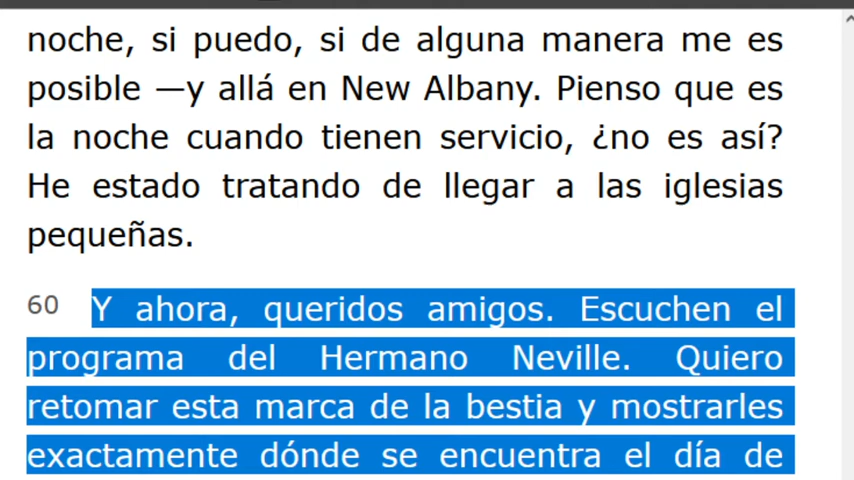 noche, si puedo, si de alguna manera me es
posible —y allá en New Albany. Pienso que es
la noche cuando tienen servicio, ¿no es así?
He estado tratando de llegar a las iglesias
pequeñas.
60 Y ahora, queridos amigos. Escuchen el
programa del Hermano Neville. Quiero
retomar esta marca de la bestia y mostrarles
exactamente dónde se encuentra el día de